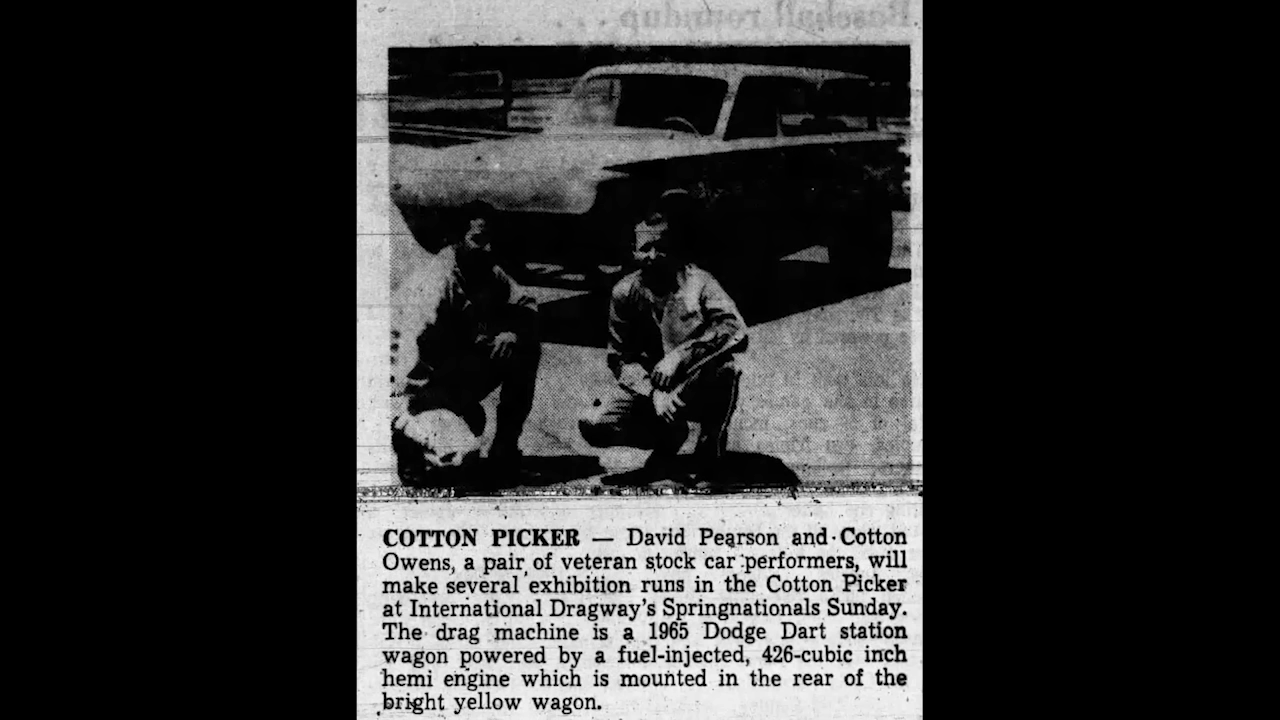 Baseball roundup . . .
COTTON PICKER — David Pearson and Cotton
Owens, a pair of veteran stock car performers, will
make several exhibition runs in the Cotton Picker
at International Dragway's Springnationals Sunday.
The drag machine is a 1965 Dodge Dart station
wagon powered by a fuel-injected, 426-cubic inch
hemi engine which is mounted in the rear of the
bright yellow wagon.